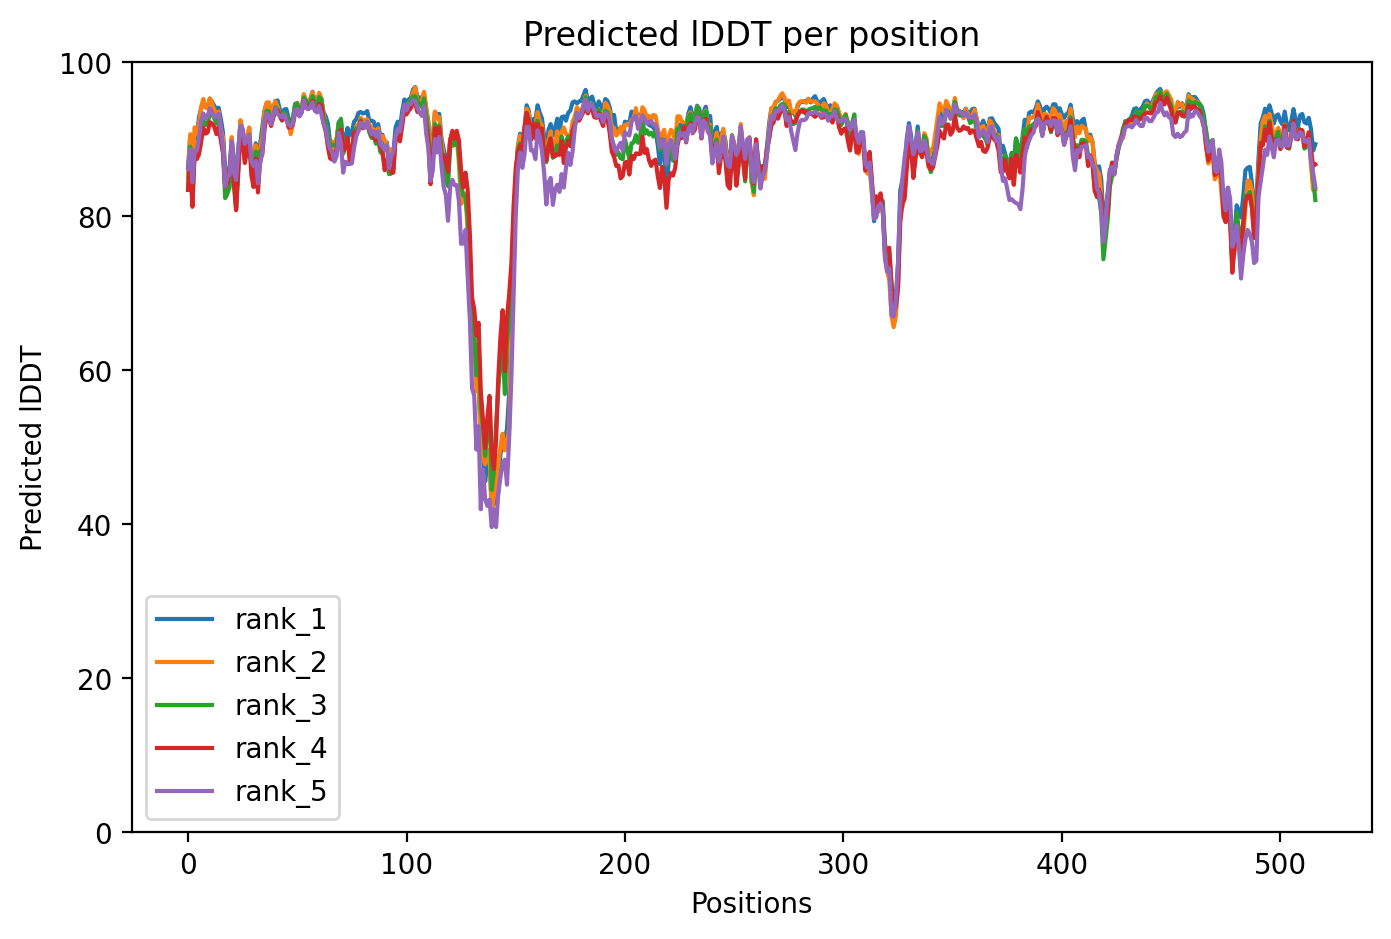 Predicted lDDT per position
100
80
60
40
20
0
Predicted lDDT
rank_1
rank_2
rank_3
rank_4
rank_5
0 100 200 300 400 500
Positions